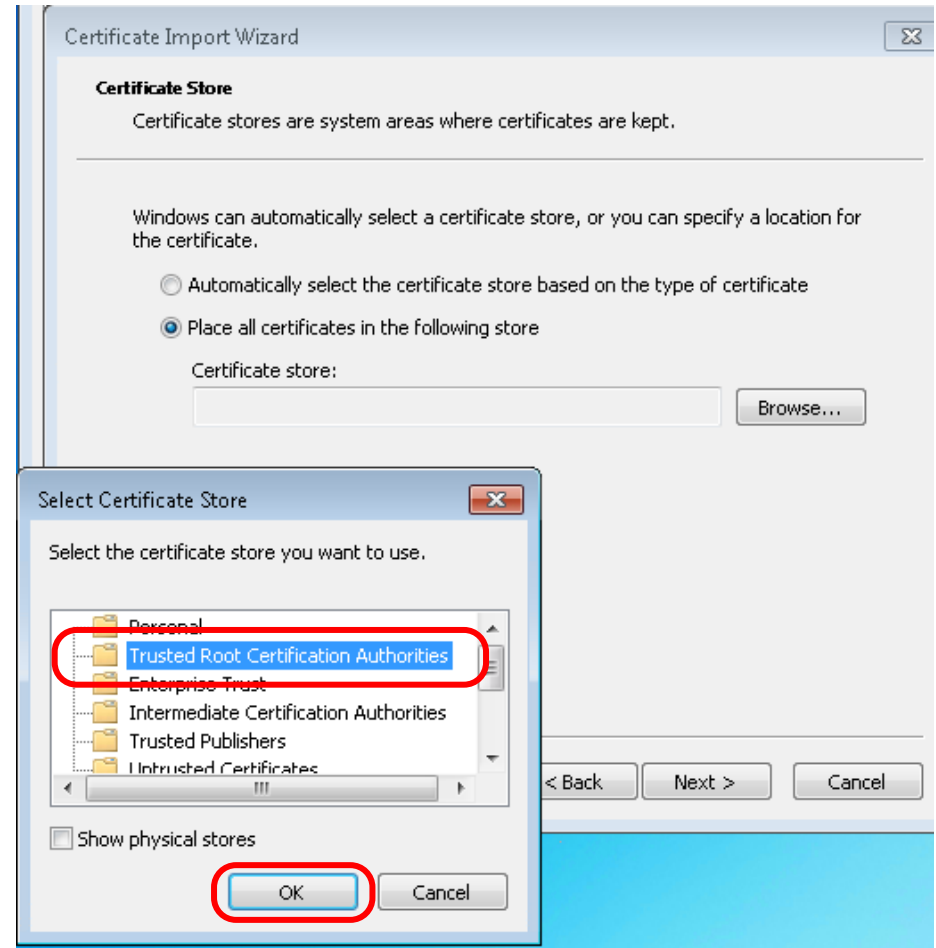 Certificate Import Wizard
Certificate Store
Certificate stores are system areas where certificates are kept.
Windows can automatically select a certificate store, or you can specify a location for
the certificate.
Automatically select the certificate store based on the type of certificate
Place all certificates in the following store
Certificate store:
Browse...
Select Certificate Store
Select the certificate store you want to use.
Personal
Trusted Root Certification Authorities
Enterprise Trust
Intermediate Certification Authorities
Trusted Publishers
Untrusted Certificates
< Back Next > Cancel
Show physical stores
OK Cancel